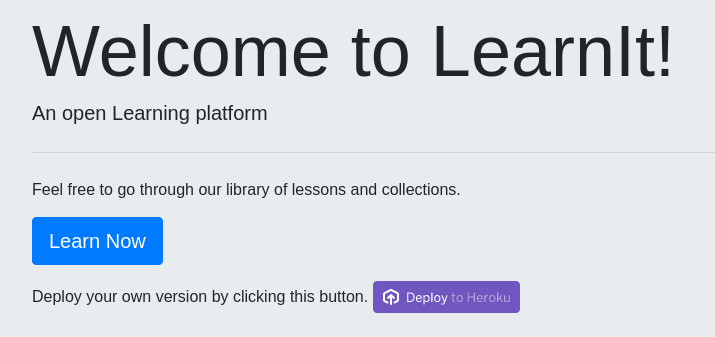 Welcome to LearnIt!
An open Learning platform
Feel free to go through our library of lessons and collections.
Learn Now
Deploy your own version by clicking this button. Deploy to Heroku